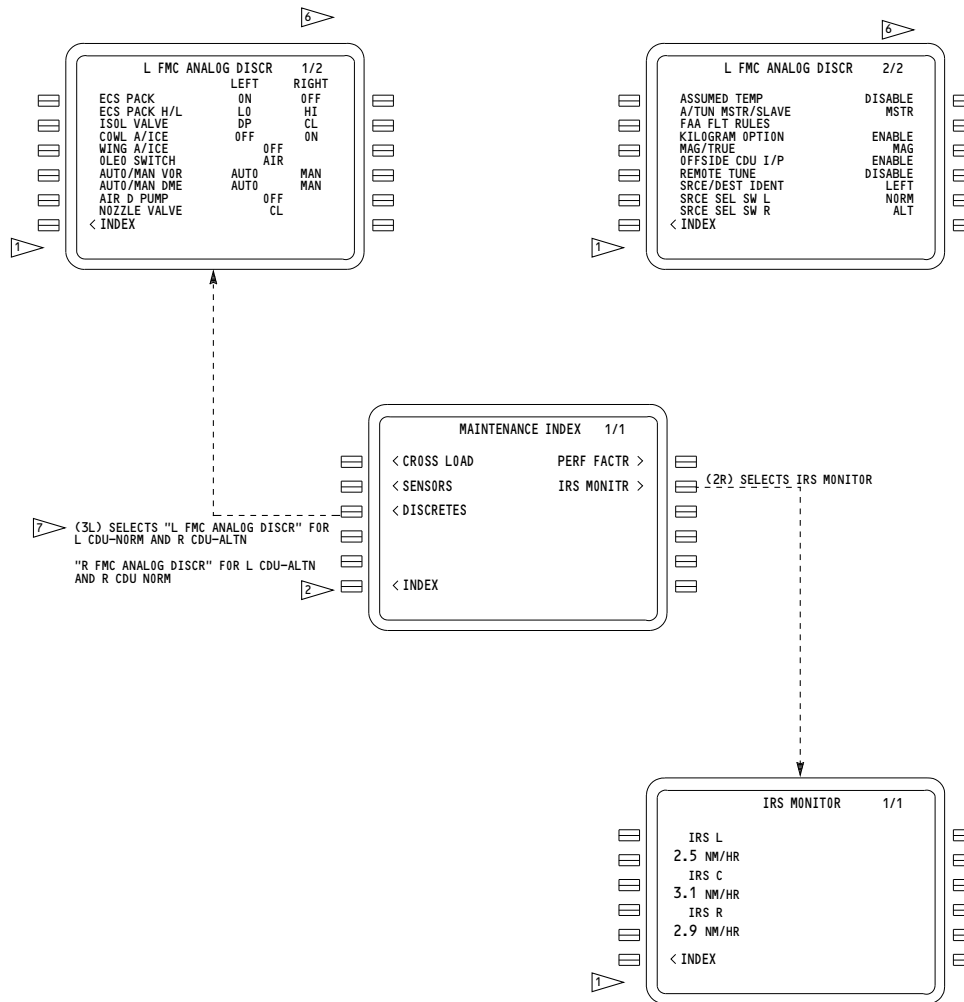 6
L FMC ANALOG DISCR 1/2
LEFT RIGHT
ECS PACK ON OFF
ECS PACK H/L LO HI
ISOL VALVE DP CL
COWL A/ICE OFF ON
WING A/ICE OFF
OLEO SWITCH AIR
AUTO/MAN VOR AUTO MAN
AUTO/MAN DME AUTO MAN
AIR D PUMP OFF
NOZZLE VALVE CL
< INDEX
1
6
L FMC ANALOG DISCR 2/2
ASSUMED TEMP DISABLE
A/TUN MSTR/SLAVE MSTR
FAA FLT RULES
KILOGRAM OPTION ENABLE
MAG/TRUE MAG
OFFSIDE CDU I/P ENABLE
REMOTE TUNE DISABLE
SRCE/DEST IDENT LEFT
SRCE SEL SW L NORM
SRCE SEL SW R ALT
< INDEX
1
MAINTENANCE INDEX 1/1
< CROSS LOAD PERF FACTR >
< SENSORS IRS MONITR >
< DISCRETES
< INDEX
(2R) SELECTS IRS MONITOR
7
(3L) SELECTS "L FMC ANALOG DISCR" FOR
L CDU-NORM AND R CDU-ALTN
"R FMC ANALOG DISCR" FOR L CDU-ALTN
AND R CDU NORM
2
IRS MONITOR 1/1
IRS L
2.5 NM/HR
IRS C
3.1 NM/HR
IRS R
2.9 NM/HR
< INDEX
1